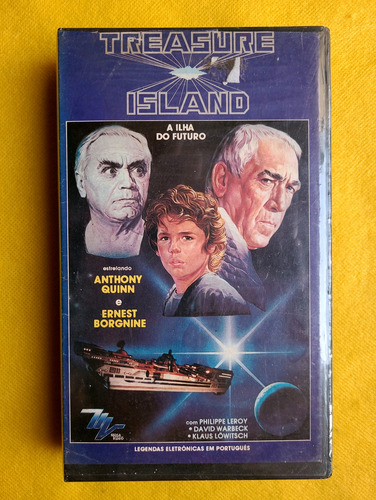 TREASURE
ISLAND
A ILHA
DO FUTURO
estrelando
ANTHONY
QUINN
e
ERNEST
BORGNINE
com PHILIPPE LEROY
• DAVID WARBECK
• KLAUS LÖWITSCH
LEGENDAS ELETRÔNICAS EM PORTUGUÊS